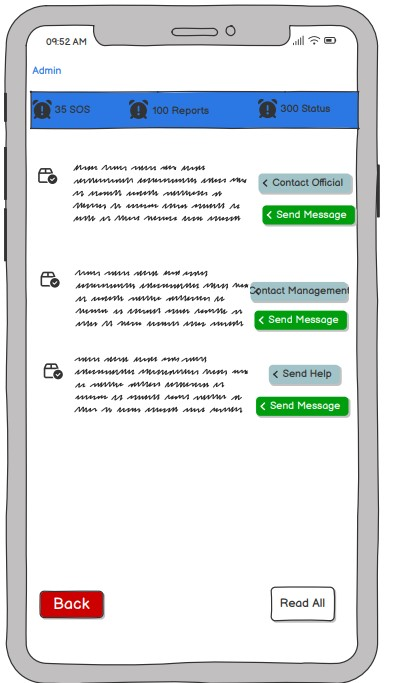 09:52 AM
Admin
35 SOS
100 Reports
300 Status
Contact Official
Send Message
Contact Management
Send Message
Send Help
Send Message
Back
Read All